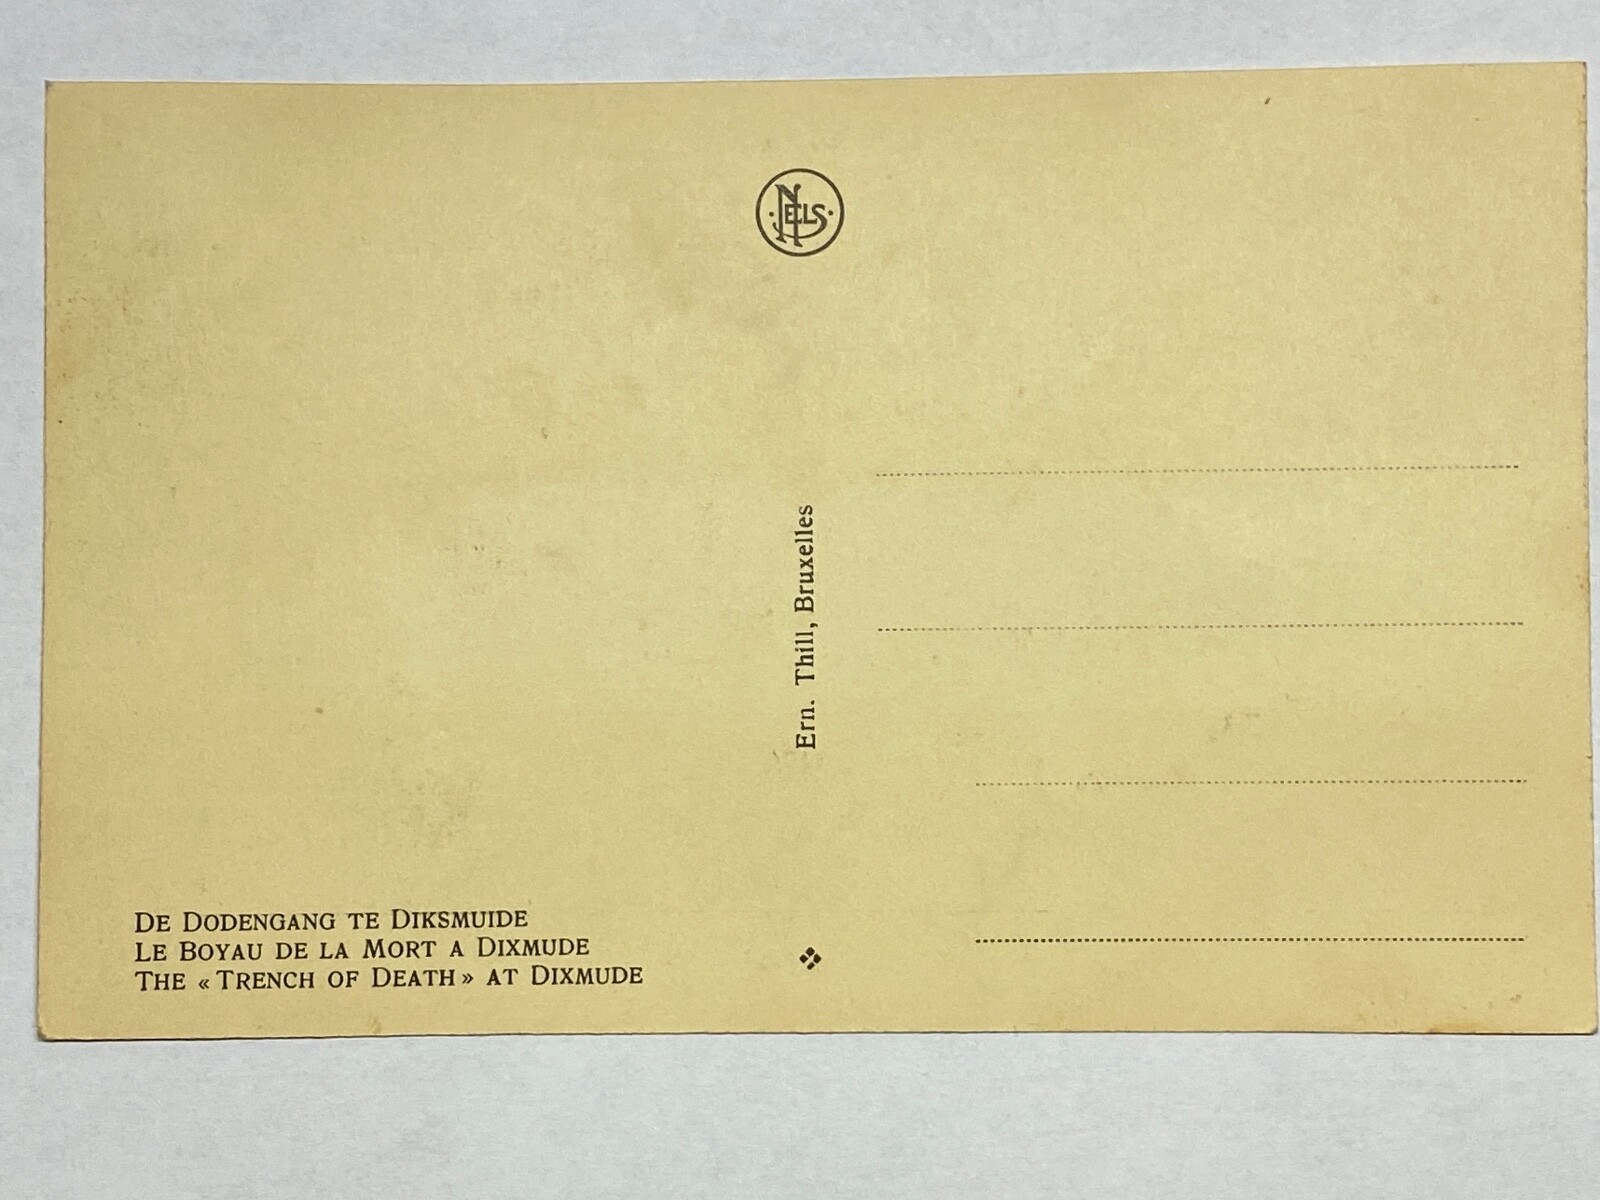 NELS
Ern. Thill, Bruxelles
DE DODENGANG TE DIKSMUIDE
LE BOYAU DE LA MORT A DIXMUDE
THE « TRENCH OF DEATH » AT DIXMUDE